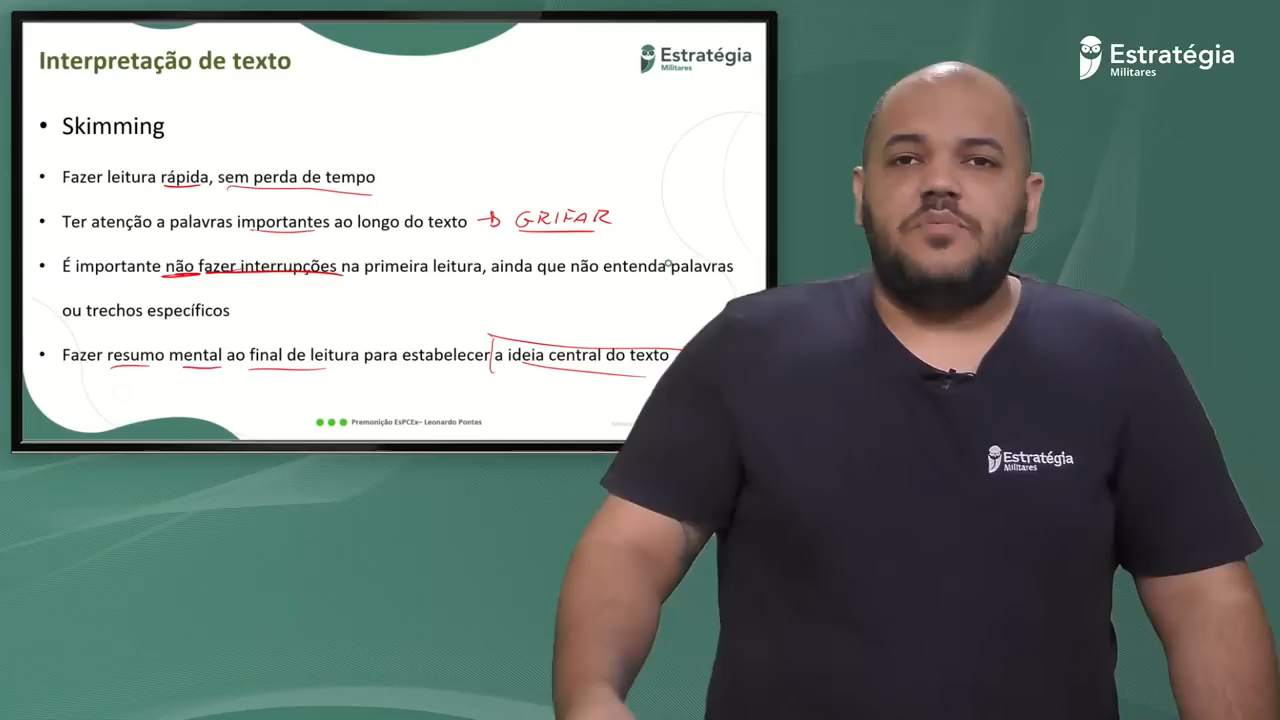 Interpretação de texto
Estratégia
Militares
• Skimming
• Fazer leitura rápida, sem perda de tempo
• Ter atenção a palavras importantes ao longo do texto → GRIFAR
• É importante não fazer interrupções na primeira leitura, ainda que não entenda palavras
ou trechos específicos
• Fazer resumo mental ao final de leitura para estabelecer a ideia central do texto
Premonição EsPCEx– Leonardo Pontes
Estratégia
Militares
Estratégia
Militares